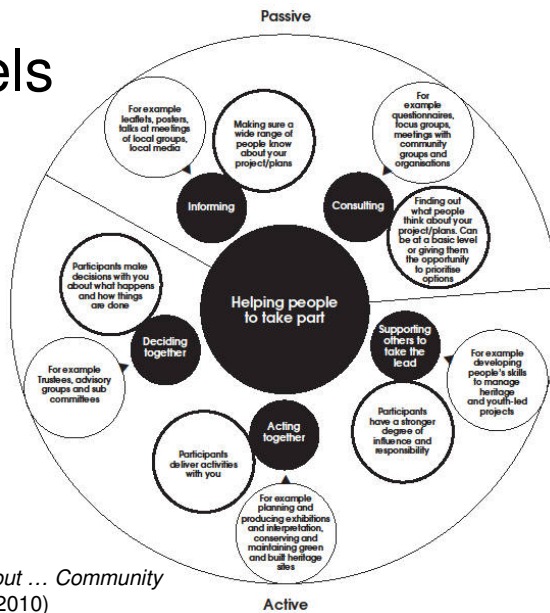 els
Passive
For example
leaflets, posters,
talks at meetings
of local groups,
local media
Making sure a
wide range of
people know
about your
project/plans
Informing
For
example
questionnaires,
focus groups,
meetings with
community
groups and
organisations
Consulting
Finding out
what people
think about your
project/plans. Can
be at a basic level
or giving them
the opportunity
to prioritise
options
Participants make
decisions with you
about what happens
and how things
are done
Deciding
together
For example
Trustees, advisory
groups and sub
committees
Helping people
to take part
Supporting
others to
take the
lead
For example
developing
people's skills
to manage
heritage
and youth-led
projects
Participants
have a stronger
degree of
influence and
responsibility
Acting
together
Participants
deliver activities
with you
For example
planning and
producing exhibitions
and interpretation,
conserving and
maintaining green
and built heritage
sites
out … Community
2010)
Active